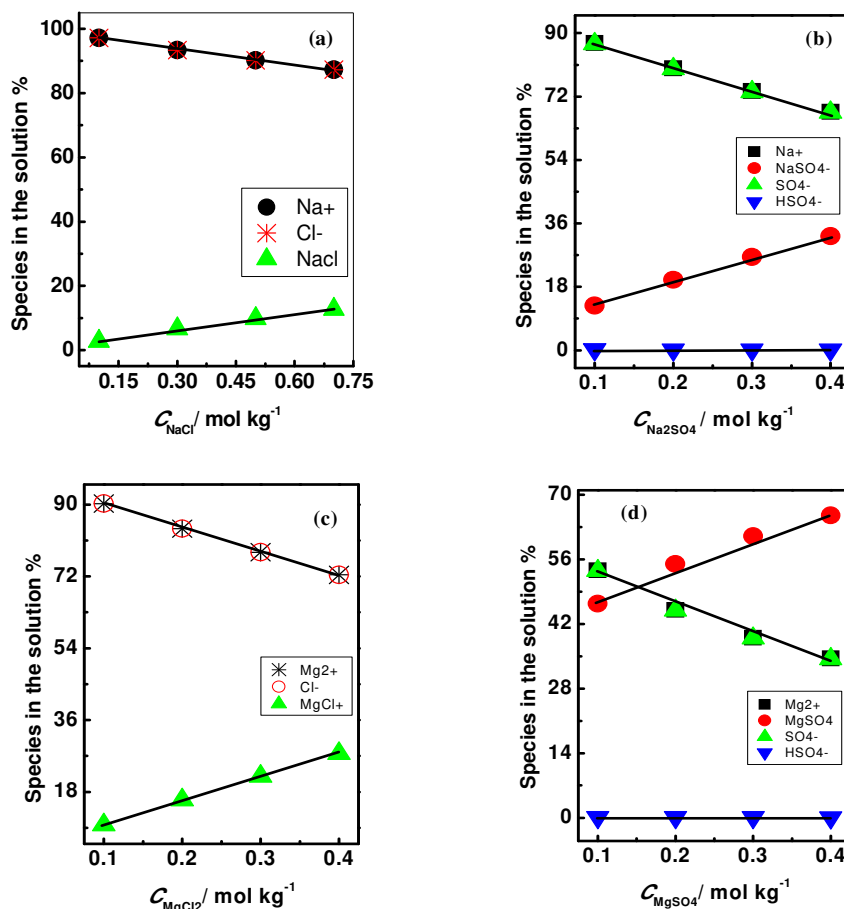 (a)
Species in the solution %
100
80
60
40
20
0
Na+
Cl-
Nacl
0.15 0.30 0.45 0.60 0.75
C NaCl / mol kg-1
(b)
Species in the solution %
90
72
54
36
18
0
Na+
NaSO4-
SO4-
HSO4-
0.1 0.2 0.3 0.4
C Na2SO4 / mol kg-1
(c)
Species in the solution %
90
72
54
36
18
Mg2+
Cl-
MgCl+
0.1 0.2 0.3 0.4
C MgCl2 / mol kg-1
(d)
Species in the solution %
70
56
42
28
14
0
Mg2+
MgSO4
SO4-
HSO4-
0.1 0.2 0.3 0.4
C MgSO4 / mol kg-1